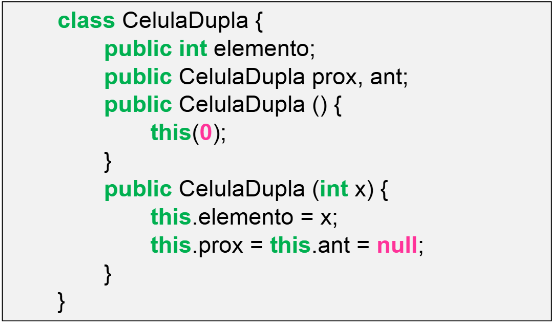 class CelulaDupla {
public int elemento;
public CelulaDupla prox, ant;
public CelulaDupla () {
this(0);
}
public CelulaDupla (int x) {
this.elemento = x;
this.prox = this.ant = null;
}
}